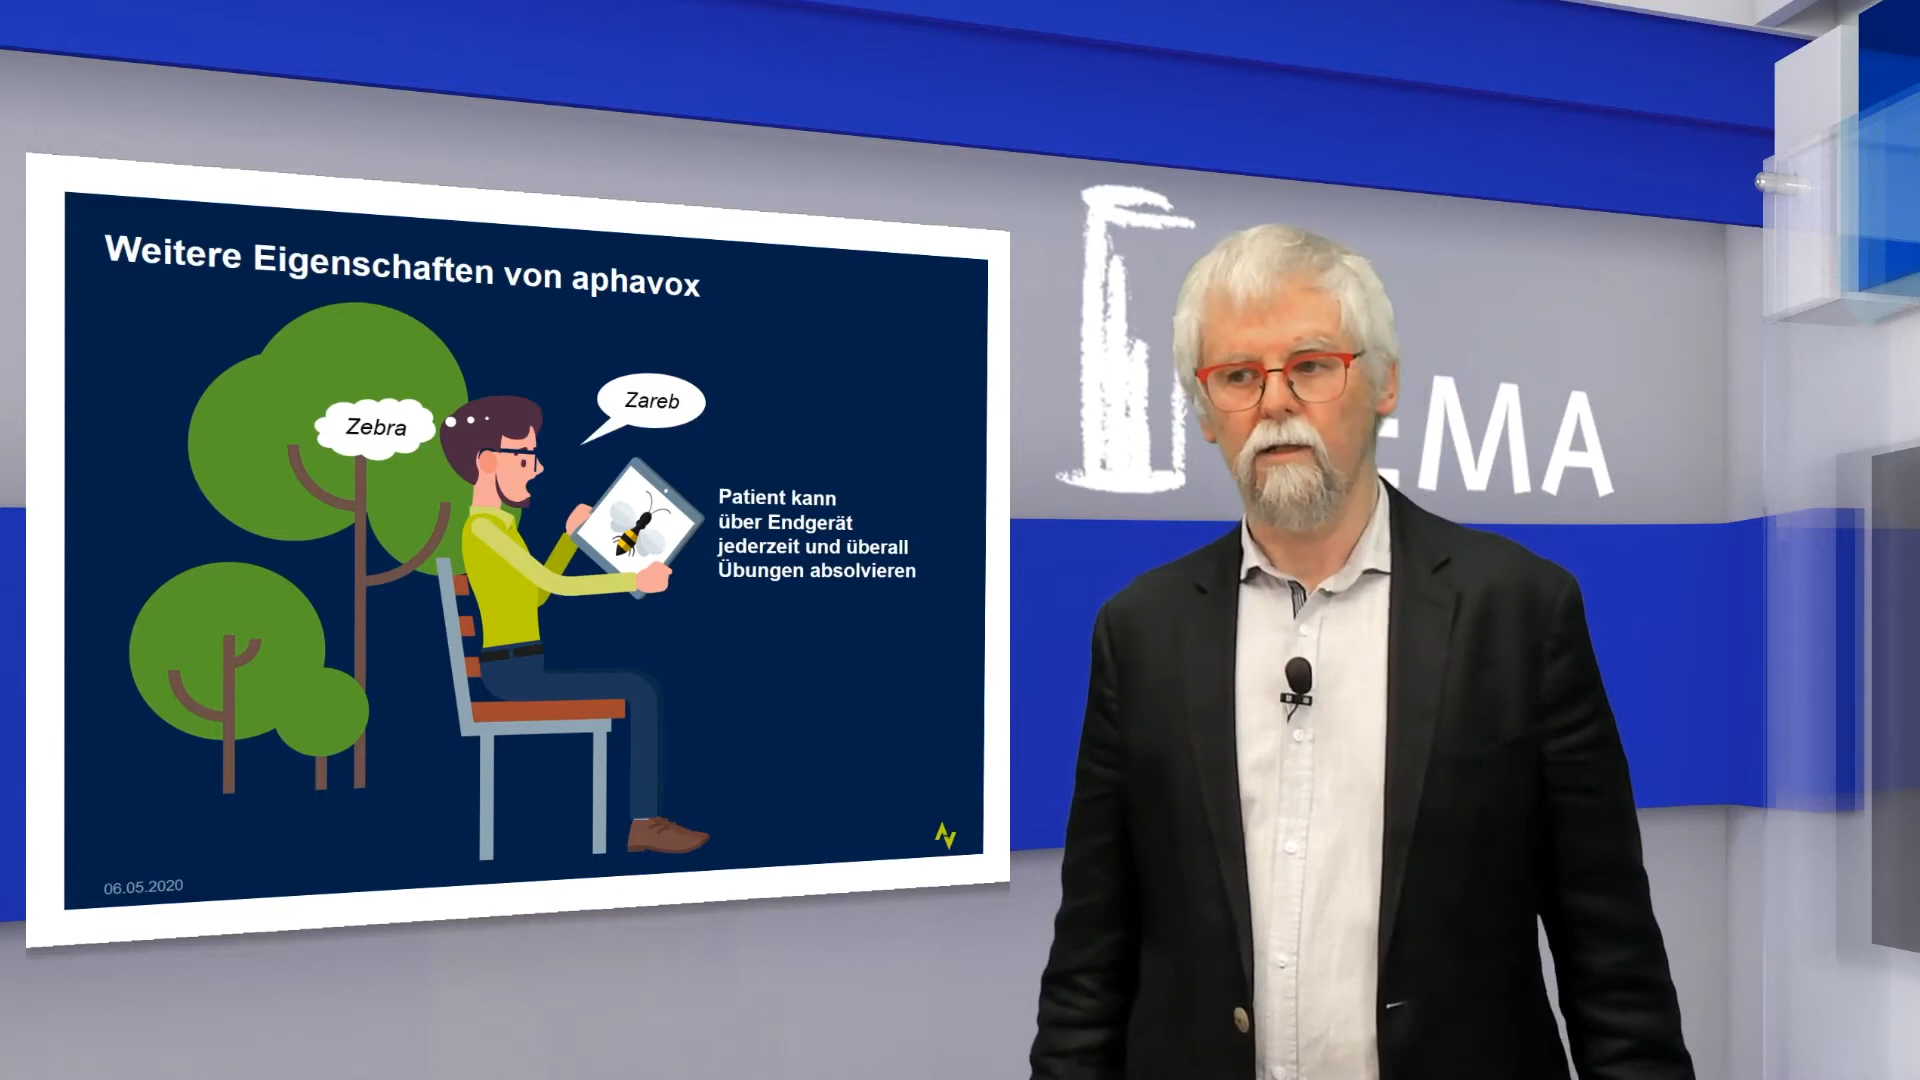 Weitere Eigenschaften von aphavox
Zebra
Zareb
Patient kann
über Endgerät
jederzeit und überall
Übungen absolvieren
06.05.2020
MA